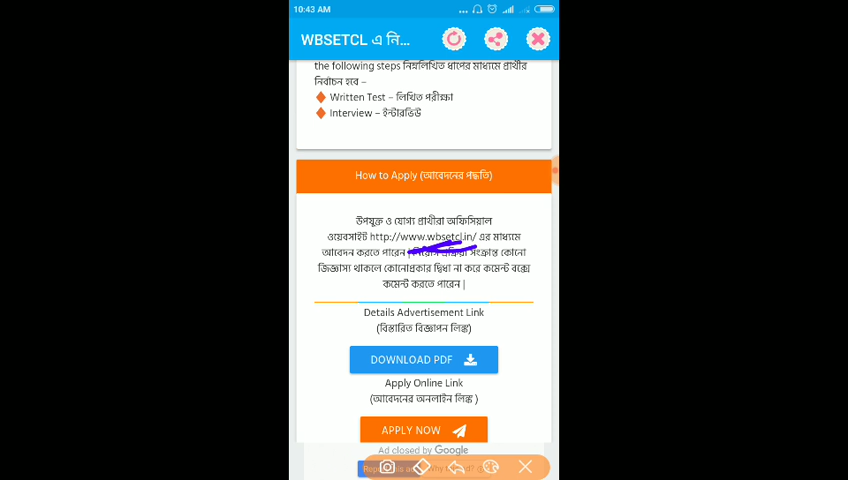 10:43 AM
WBSETCL এ নি...
the following steps নিম্নলিখিত ধাপের মাধ্যমে প্রার্থীর
নির্বাচন হবে –
Written Test – লিখিত পরীক্ষা
Interview – ইন্টারভিউ
How to Apply (আবেদনের পদ্ধতি)
উপযুক্ত ও যোগ্য প্রার্থীরা অফিসিয়াল
ওয়েবসাইট http://www.wbsetcl.in/ এর মাধ্যমে
আবেদন করতে পারেন | নিয়োগ প্রক্রিয়া সংক্রান্ত কোনো
জিজ্ঞাস্য থাকলে কোনোপ্রকার দ্বিধা না করে কমেন্ট বক্সে
কমেন্ট করতে পারেন |
Details Advertisement Link
(বিস্তারিত বিজ্ঞাপন লিঙ্ক)
DOWNLOAD PDF
Apply Online Link
(আবেদনের অনলাইন লিঙ্ক )
APPLY NOW
Ad closed by Google